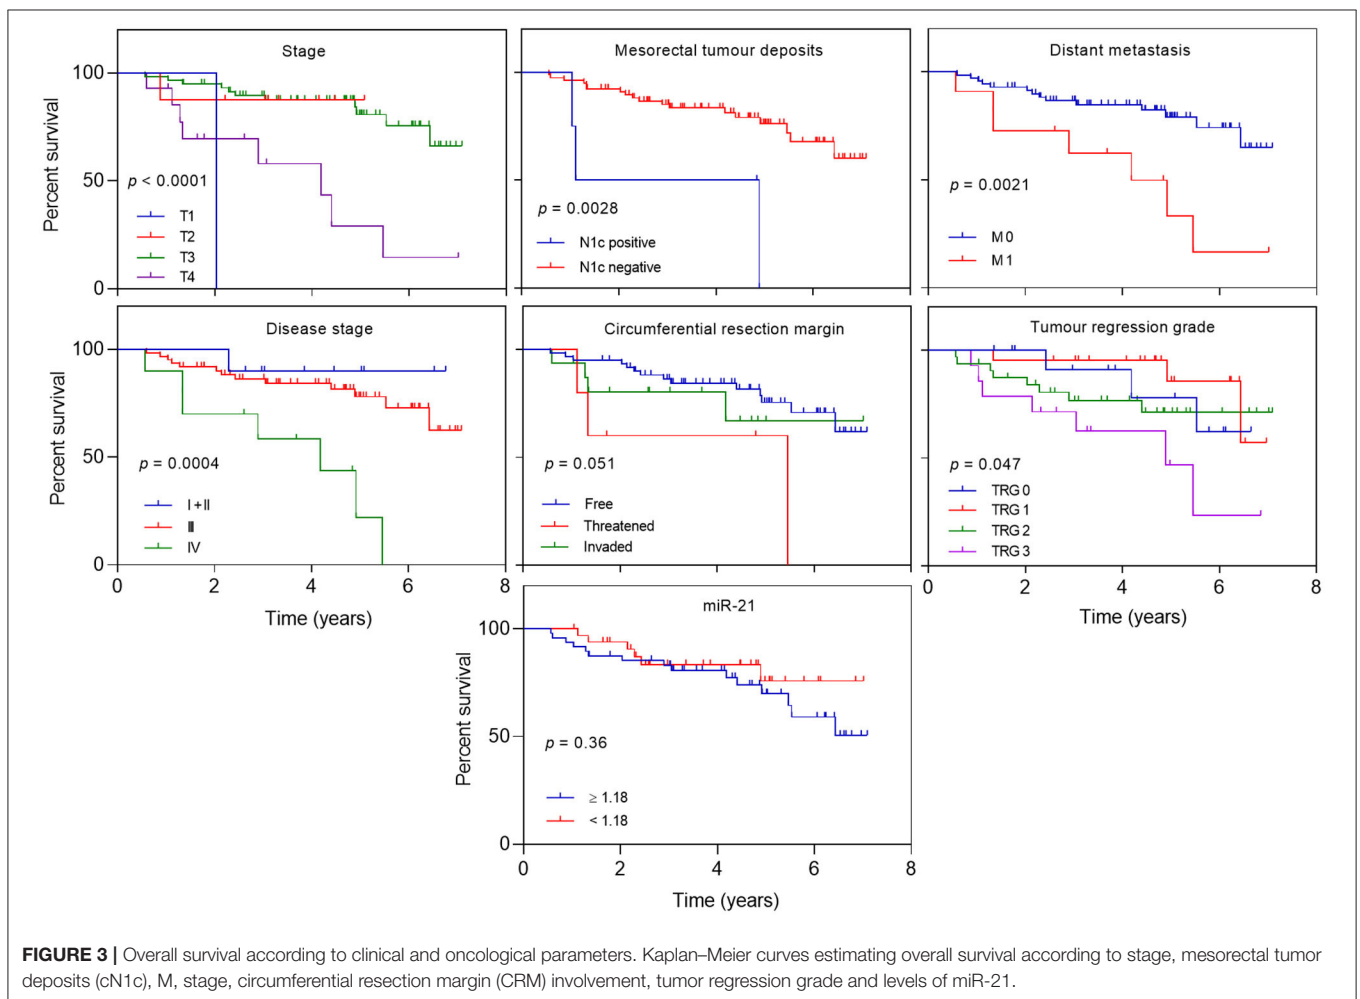 Stage
Percent survival
100
50
0
p < 0.0001
T1
T2
T3
T4
Mesorectal tumour deposits
p = 0.0028
N1c positive
N1c negative
Distant metastasis
p = 0.0021
M 0
M 1
Disease stage
Percent survival
100
50
0
p = 0.0004
I + II
III
IV
0 2 4 6 8
Time (years)
Circumferential resection margin
p = 0.051
Free
Threatened
Invaded
Tumour regression grade
p = 0.047
TRG 0
TRG 1
TRG 2
TRG 3
0 2 4 6 8
Time (years)
miR-21
Percent survival
100
50
0
p = 0.36
≥ 1.18
< 1.18
0 2 4 6 8
Time (years)
FIGURE 3 | Overall survival according to clinical and oncological parameters. Kaplan–Meier curves estimating overall survival according to stage, mesorectal tumor
deposits (cN1c), M, stage, circumferential resection margin (CRM) involvement, tumor regression grade and levels of miR-21.